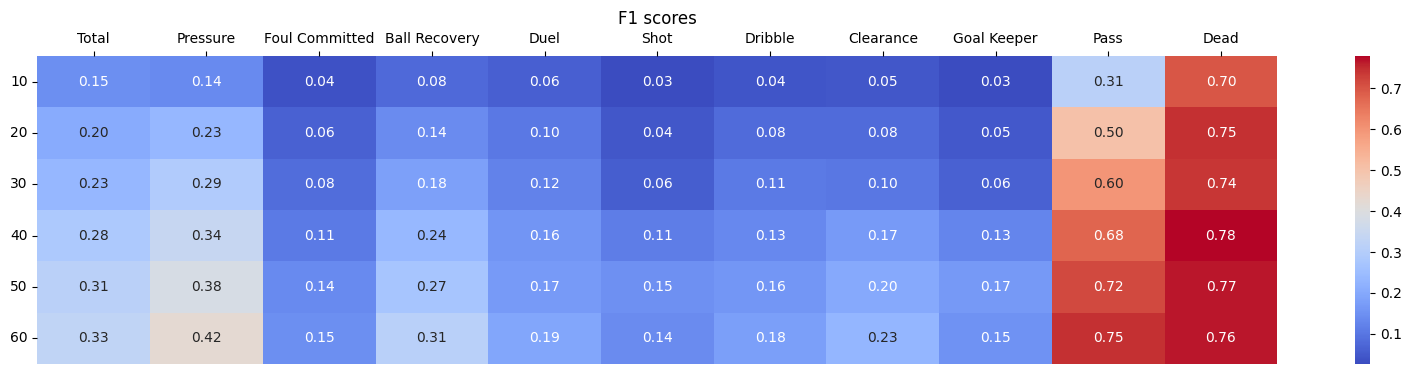 F1 scores
Total Pressure Foul Committed Ball Recovery Duel Shot Dribble Clearance Goal Keeper Pass Dead
10 0.15 0.14 0.04 0.08 0.06 0.03 0.04 0.05 0.03 0.31 0.70
20 0.20 0.23 0.06 0.14 0.10 0.04 0.08 0.08 0.05 0.50 0.75
30 0.23 0.29 0.08 0.18 0.12 0.06 0.11 0.10 0.06 0.60 0.74
40 0.28 0.34 0.11 0.24 0.16 0.11 0.13 0.17 0.13 0.68 0.78
50 0.31 0.38 0.14 0.27 0.17 0.15 0.16 0.20 0.17 0.72 0.77
60 0.33 0.42 0.15 0.31 0.19 0.14 0.18 0.23 0.15 0.75 0.76
0.7
0.6
0.5
0.4
0.3
0.2
0.1